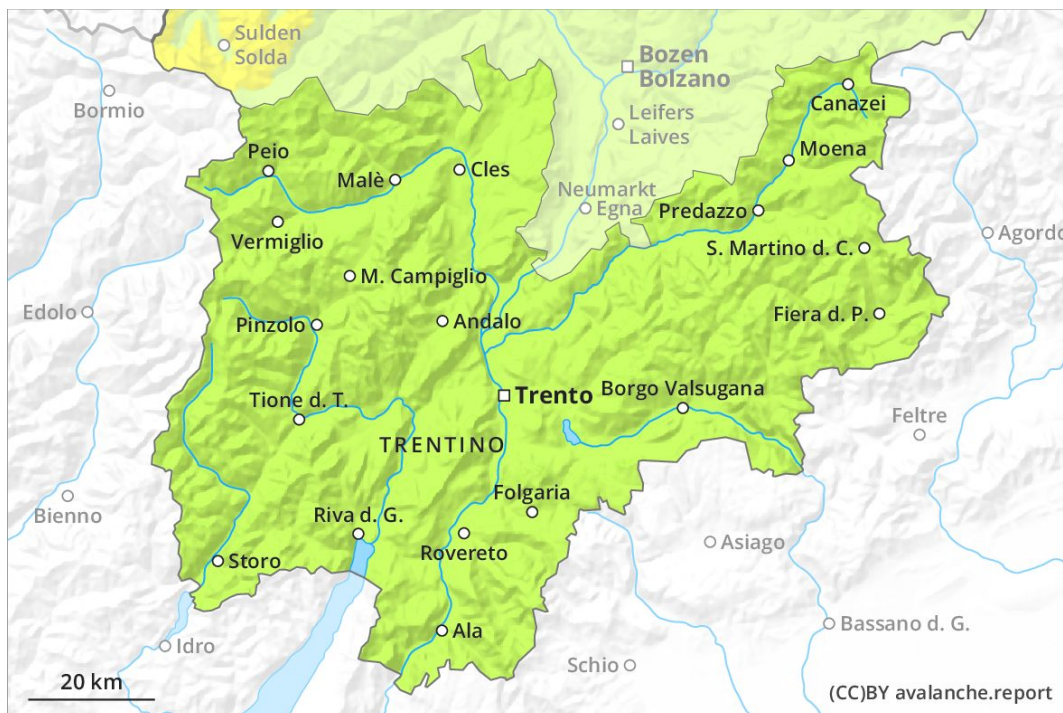 Sulden
Solda
Bozen
Bolzano
Bormio
Canazei
Leifers
Laives
Peio
Malè
Cles
Moena
Neumarkt
Egna
Predazzo
Vermiglio
S. Martino d. C.
Agordo
M. Campiglio
Edolo
Pinzolo
Andalo
Fiera d. P.
Tione d. T.
Trento
Borgo Valsugana
Feltre
TRENTINO
Bienno
Folgaria
Riva d. G.
Rovereto
Asiago
Storo
Ala
Bassano d. G.
Idro
Schio
20 km
(CC)BY avalanche.report